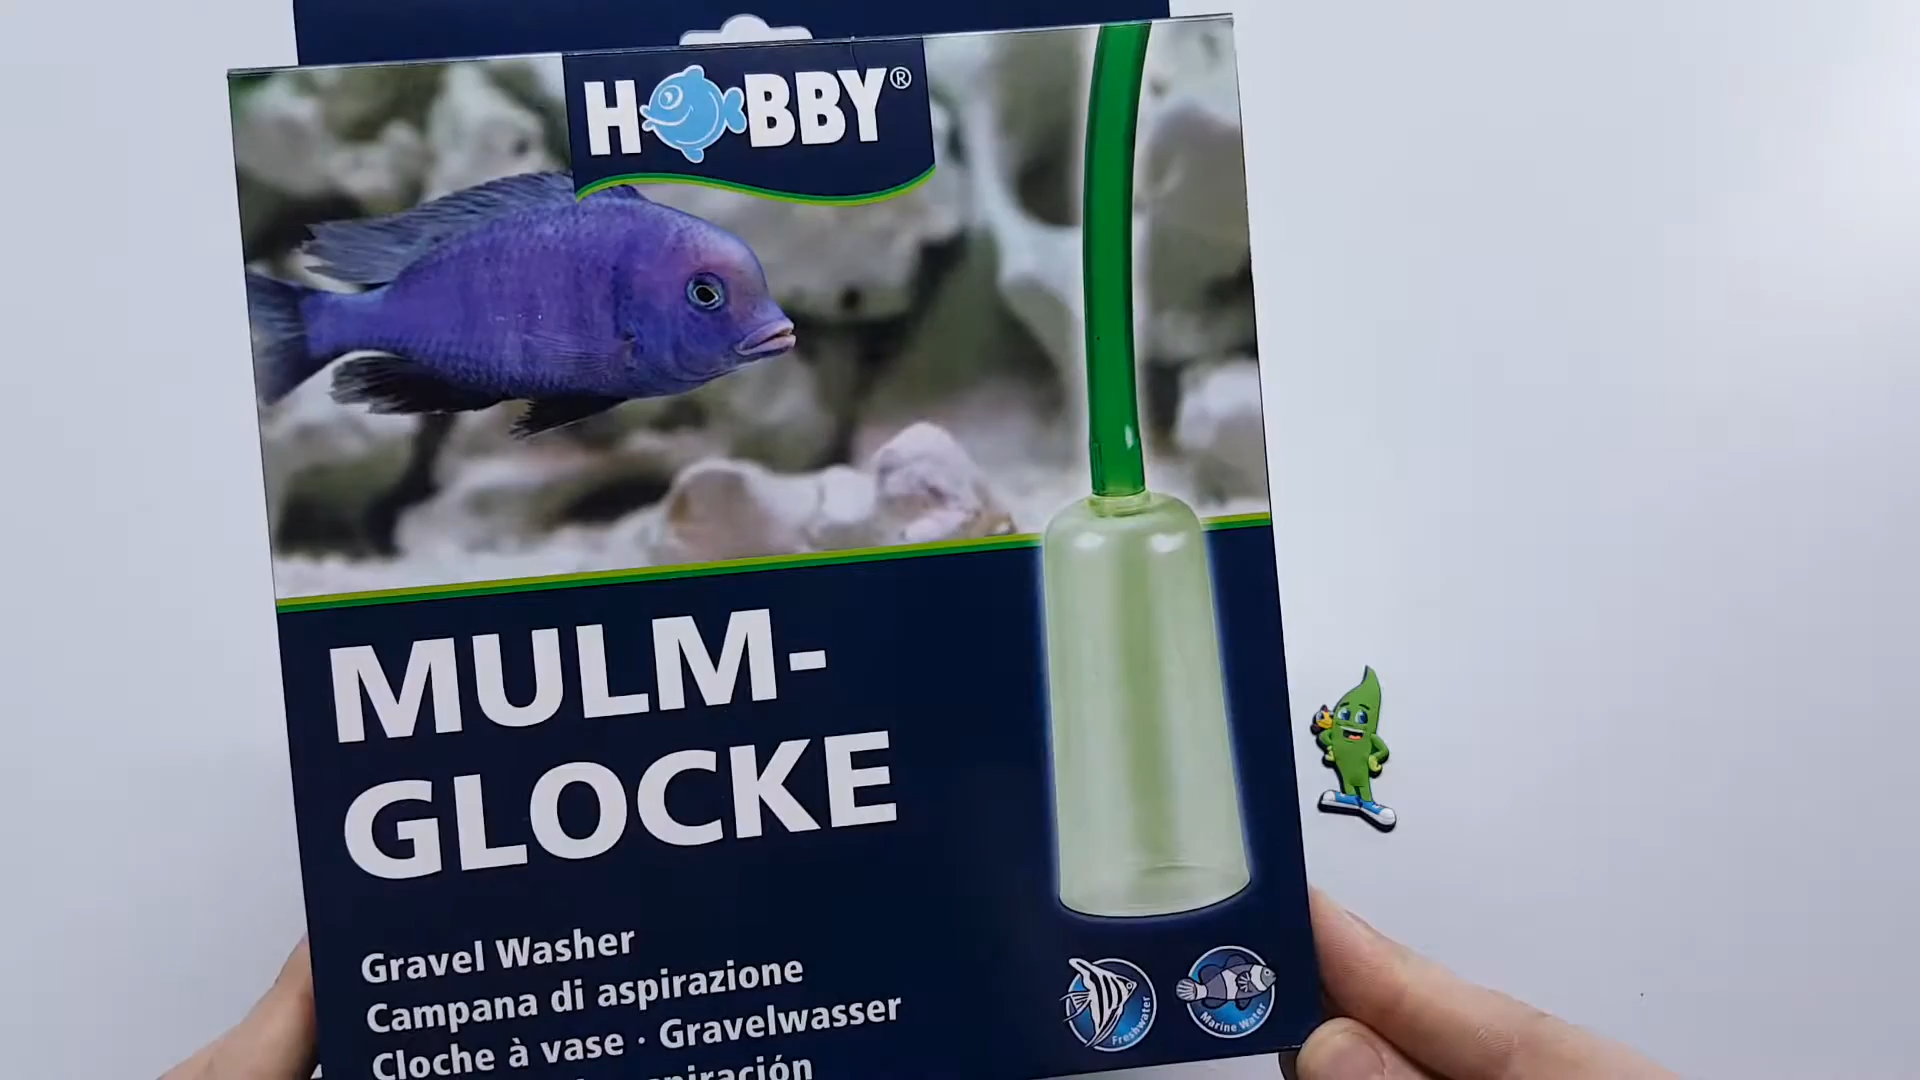 HOBBY®
MULM-
GLOCKE
Gravel Washer
Campana di aspirazione
Cloche à vase · Gravelwasser
Freshwater
Marine Water